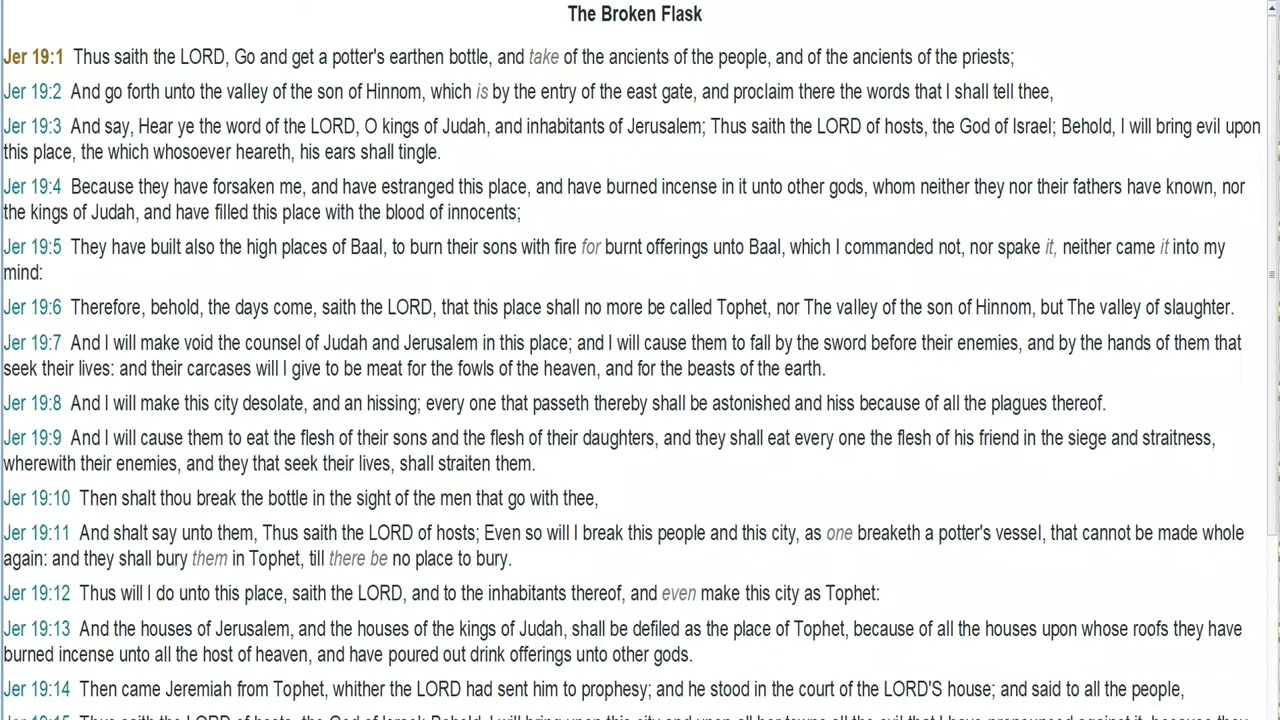 The Broken Flask
Jer 19:1 Thus saith the LORD, Go and get a potter's earthen bottle, and take of the ancients of the people, and of the ancients of the priests;
Jer 19:2 And go forth unto the valley of the son of Hinnom, which is by the entry of the east gate, and proclaim there the words that I shall tell thee,
Jer 19:3 And say, Hear ye the word of the LORD, O kings of Judah, and inhabitants of Jerusalem; Thus saith the LORD of hosts, the God of Israel; Behold, I will bring evil upon
this place, the which whosoever heareth, his ears shall tingle.
Jer 19:4 Because they have forsaken me, and have estranged this place, and have burned incense in it unto other gods, whom neither they nor their fathers have known, nor
the kings of Judah, and have filled this place with the blood of innocents;
Jer 19:5 They have built also the high places of Baal, to burn their sons with fire for burnt offerings unto Baal, which I commanded not, nor spake it, neither came it into my
mind:
Jer 19:6 Therefore, behold, the days come, saith the LORD, that this place shall no more be called Tophet, nor The valley of the son of Hinnom, but The valley of slaughter.
Jer 19:7 And I will make void the counsel of Judah and Jerusalem in this place; and I will cause them to fall by the sword before their enemies, and by the hands of them that
seek their lives: and their carcases will I give to be meat for the fowls of the heaven, and for the beasts of the earth.
Jer 19:8 And I will make this city desolate, and an hissing; every one that passeth thereby shall be astonished and hiss because of all the plagues thereof.
Jer 19:9 And I will cause them to eat the flesh of their sons and the flesh of their daughters, and they shall eat every one the flesh of his friend in the siege and straitness,
wherewith their enemies, and they that seek their lives, shall straiten them.
Jer 19:10 Then shalt thou break the bottle in the sight of the men that go with thee,
Jer 19:11 And shalt say unto them, Thus saith the LORD of hosts; Even so will I break this people and this city, as one breaketh a potter's vessel, that cannot be made whole
again: and they shall bury them in Tophet, till there be no place to bury.
Jer 19:12 Thus will I do unto this place, saith the LORD, and to the inhabitants thereof, and even make this city as Tophet:
Jer 19:13 And the houses of Jerusalem, and the houses of the kings of Judah, shall be defiled as the place of Tophet, because of all the houses upon whose roofs they have
burned incense unto all the host of heaven, and have poured out drink offerings unto other gods.
Jer 19:14 Then came Jeremiah from Tophet, whither the LORD had sent him to prophesy; and he stood in the court of the LORD'S house; and said to all the people,